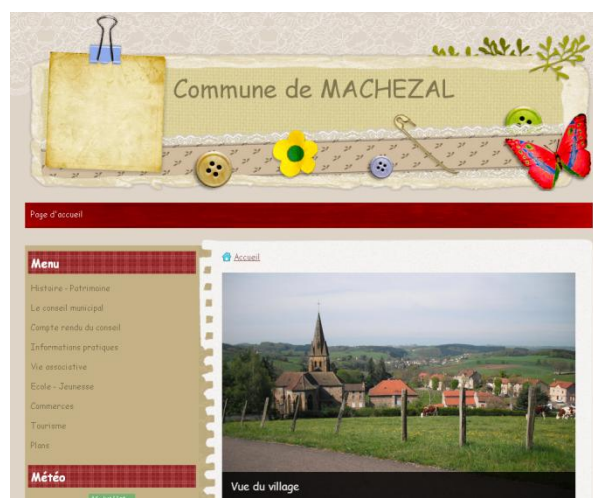 Commune de MACHEZAL
Page d'accueil
Menu
Histoire - Patrimoine
Le conseil municipal
Compte rendu du conseil
Informations pratiques
Vie associative
Ecole - Jeunesse
Commerces
Tourisme
Plans
Météo
Accueil
Vue du village